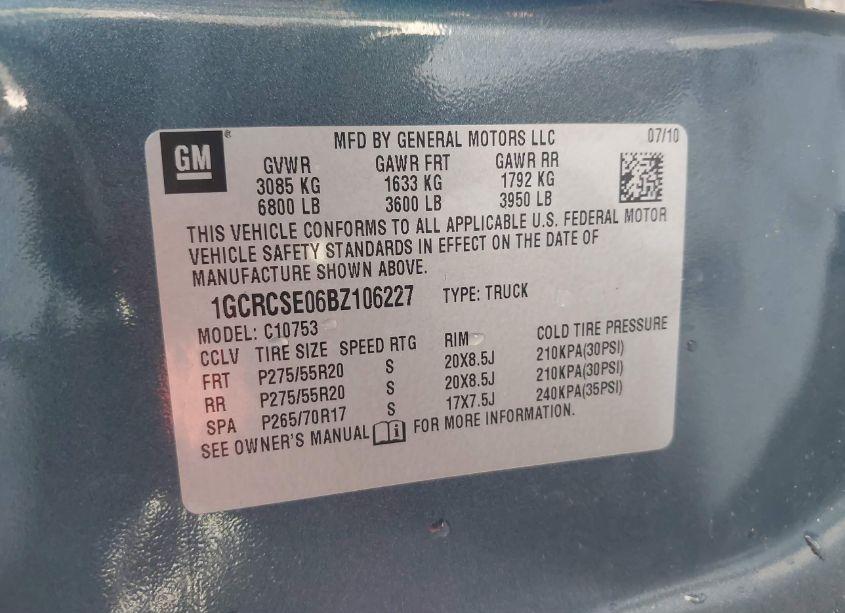 GM
MFD BY GENERAL MOTORS LLC 07/10
GVWR GAWR FRT GAWR RR
3085 KG 1633 KG 1792 KG
6800 LB 3600 LB 3950 LB
THIS VEHICLE CONFORMS TO ALL APPLICABLE U.S. FEDERAL MOTOR
VEHICLE SAFETY STANDARDS IN EFFECT ON THE DATE OF
MANUFACTURE SHOWN ABOVE.
1GCRCSE06BZ106227 TYPE: TRUCK
MODEL: C10753
CCLV TIRE SIZE SPEED RTG RIM COLD TIRE PRESSURE
FRT P275/55R20 S 20X8.5J 210KPA(30PSI)
RR P275/55R20 S 20X8.5J 210KPA(30PSI)
SPA P265/70R17 S 17X7.5J 240KPA(35PSI)
SEE OWNER'S MANUAL i FOR MORE INFORMATION.